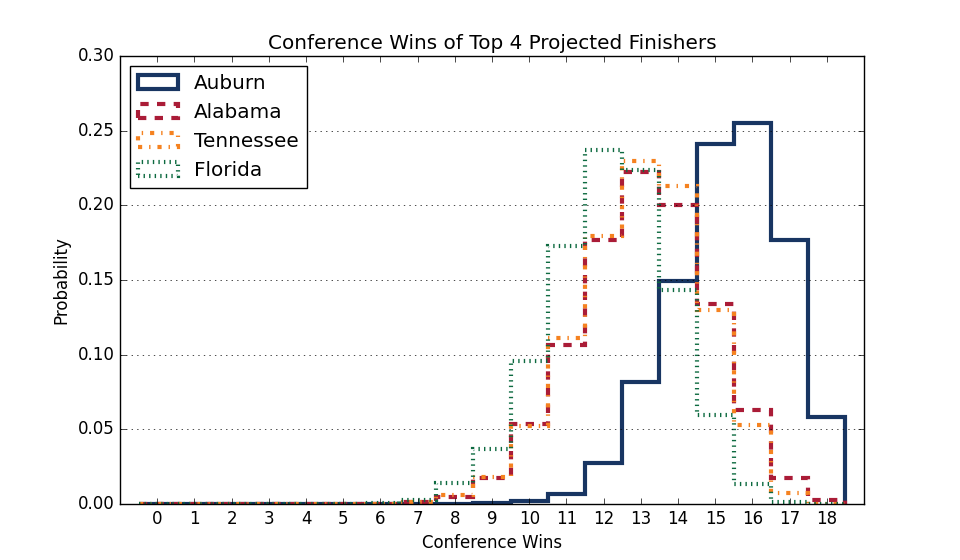 Conference Wins of Top 4 Projected Finishers
0.30
0.25
0.20
0.15
0.10
0.05
0.00
Probability
Auburn
Alabama
Tennessee
Florida
0 1 2 3 4 5 6 7 8 9 10 11 12 13 14 15 16 17 18
Conference Wins